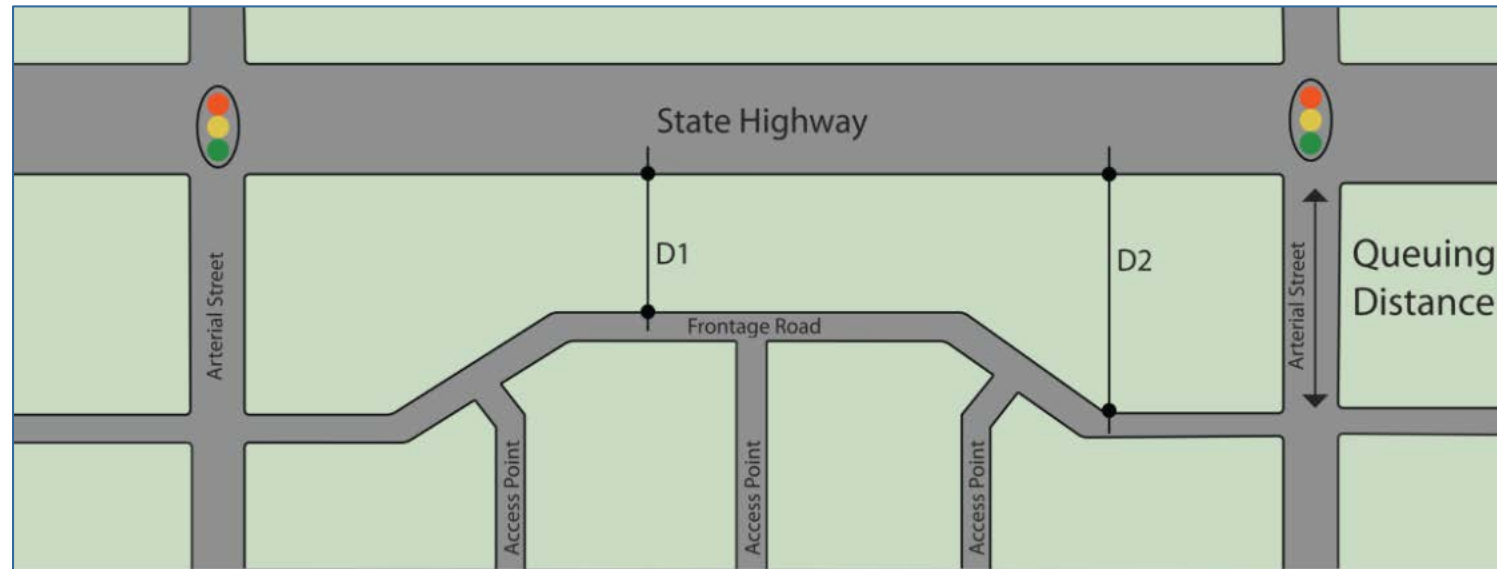 State Highway
D1
D2
Queuing
Distance
Arterial Street
Arterial Street
Frontage Road
Access Point
Access Point
Access Point